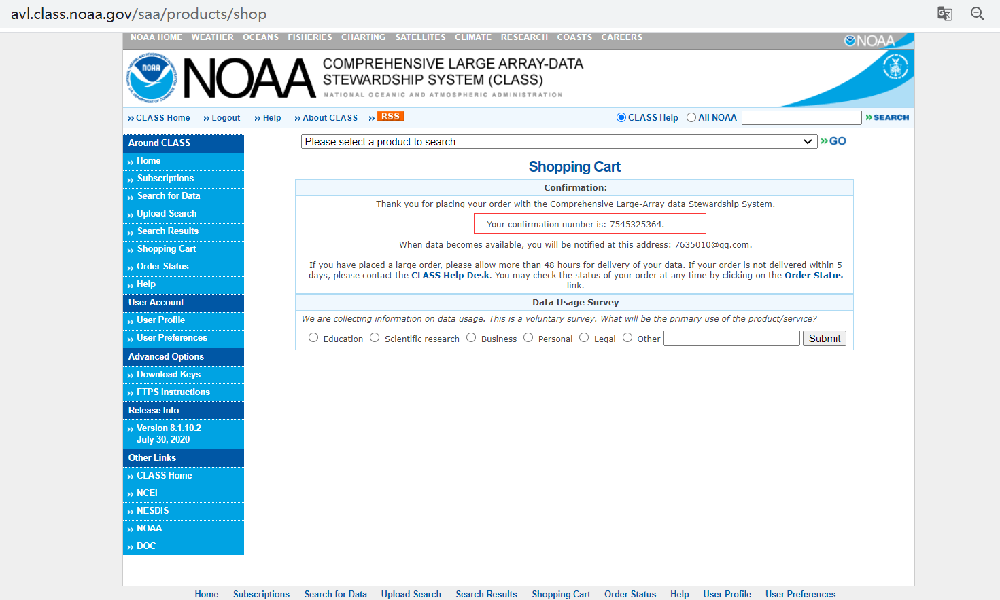 avl.class.noaa.gov/saa/products/shop
NOAA HOME WEATHER OCEANS FISHERIES CHARTING SATELLITES CLIMATE RESEARCH COASTS CAREERS
NOAA
NOAA
NOAA COMPREHENSIVE LARGE ARRAY-DATA
STEWARDSHIP SYSTEM (CLASS)
NATIONAL OCEANIC AND ATMOSPHERIC ADMINISTRATION
»CLASS Home »Logout »Help »About CLASS » RSS CLASS Help All NOAA »SEARCH
Please select a product to search »GO
Around CLASS
» Home
» Subscriptions
» Search for Data
» Upload Search
» Search Results
» Shopping Cart
» Order Status
» Help
User Account
» User Profile
» User Preferences
Advanced Options
» Download Keys
» FTPS Instructions
Release Info
» Version 8.1.10.2
July 30, 2020
Other Links
» CLASS Home
» NCEI
» NESDIS
» NOAA
» DOC
Shopping Cart
Confirmation:
Thank you for placing your order with the Comprehensive Large-Array data Stewardship System.
Your confirmation number is: 7545325364.
When data becomes available, you will be notified at this address: 7635010@qq.com.
If you have placed a large order, please allow more than 48 hours for delivery of your data. If your order is not delivered within 5
days, please contact the CLASS Help Desk. You may check the status of your order at any time by clicking on the Order Status
link.
Data Usage Survey
We are collecting information on data usage. This is a voluntary survey. What will be the primary use of the product/service?
Education Scientific research Business Personal Legal Other Submit
Home Subscriptions Search for Data Upload Search Search Results Shopping Cart Order Status Help User Profile User Preferences